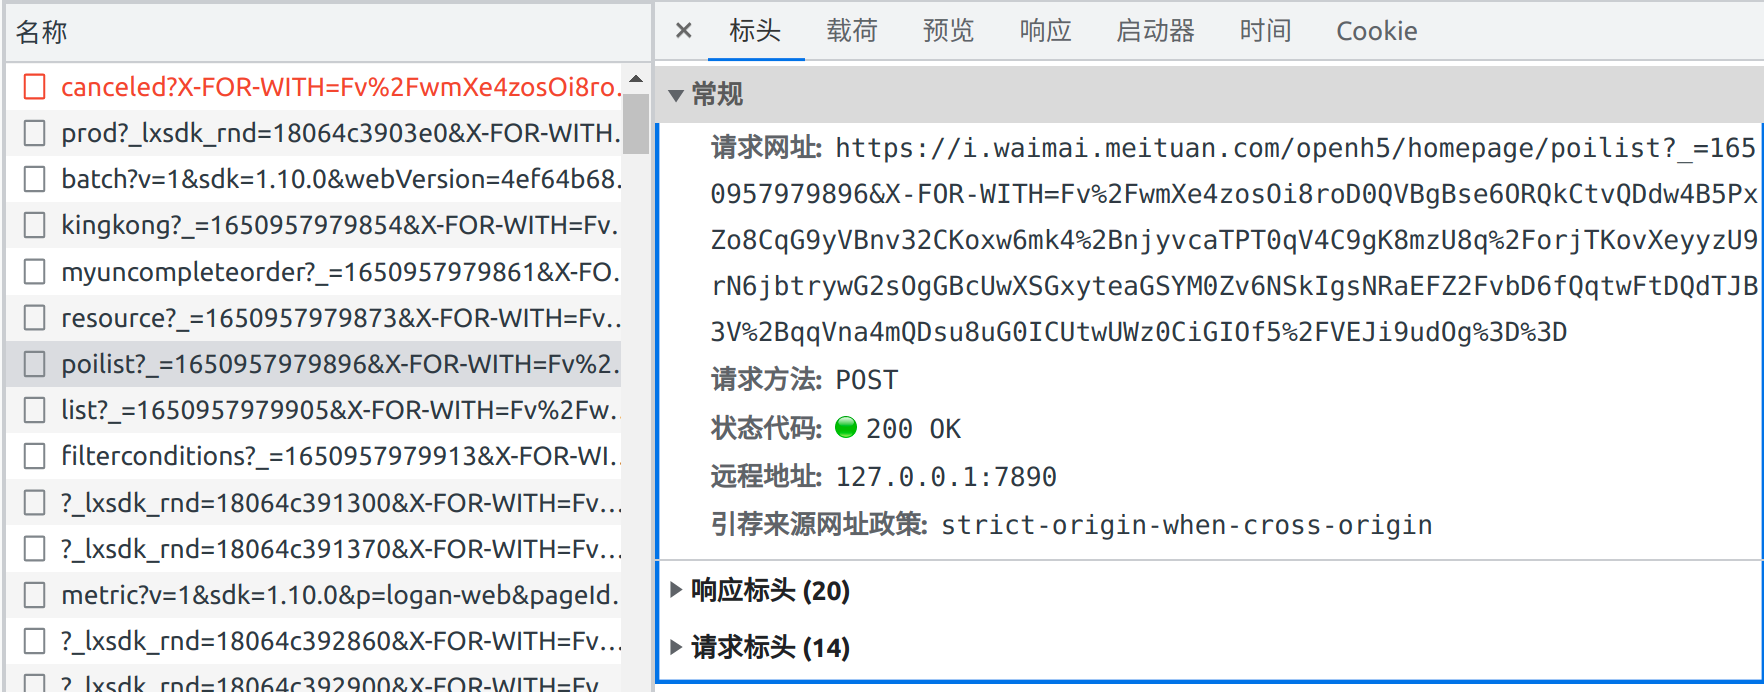 名称
canceled?X-FOR-WITH=Fv%2FwmXe4zosOi8ro.
prod?_lxsdk_rnd=18064c3903e0&X-FOR-WITH.
batch?v=1&sdk=1.10.0&webVersion=4ef64b68.
kingkong?_=1650957979854&X-FOR-WITH=Fv.
myuncompleteorder?_=1650957979861&X-FO.
resource?_=1650957979873&X-FOR-WITH=Fv..
poilist?_=1650957979896&X-FOR-WITH=Fv%2.
list?_=1650957979905&X-FOR-WITH=Fv%2Fw.
filterconditions?_=1650957979913&X-FOR-WI.
?_lxsdk_rnd=18064c391300&X-FOR-WITH=Fv...
?_lxsdk_rnd=18064c391370&X-FOR-WITH=Fv...
metric?v=1&sdk=1.10.0&p=logan-web&pageId.
?_lxsdk_rnd=18064c392860&X-FOR-WITH=Fv...
?_lxsdk_rnd=18064c392900&X-FOR-WITH=Fv
标头 载荷 预览 响应 启动器 时间 Cookie
常规
请求网址: https://i.waimai.meituan.com/openh5/homepage/poilist?_=165
0957979896&X-FOR-WITH=Fv%2FwmXe4zosOi8roD0QVBgBse6ORQkCtvQDdw4B5Px
Zo8CqG9yVBnv32CKoxw6mk4%2BnjyvcaTPT0qV4C9gK8mzU8q%2ForjTKovXeyyzU9
rN6jbtrywG2sOgGBcUwXSGxyteaGSYM0Zv6NSkIgsNRaEFZ2FvbD6fQqtwFtDQdTJB
3V%2BqqVna4mQDsu8uG0ICUtwUWz0CiGIOf5%2FVEJi9udOg%3D%3D
请求方法: POST
状态代码: 200 OK
远程地址: 127.0.0.1:7890
引荐来源网址政策: strict-origin-when-cross-origin
响应标头 (20)
请求标头 (14)